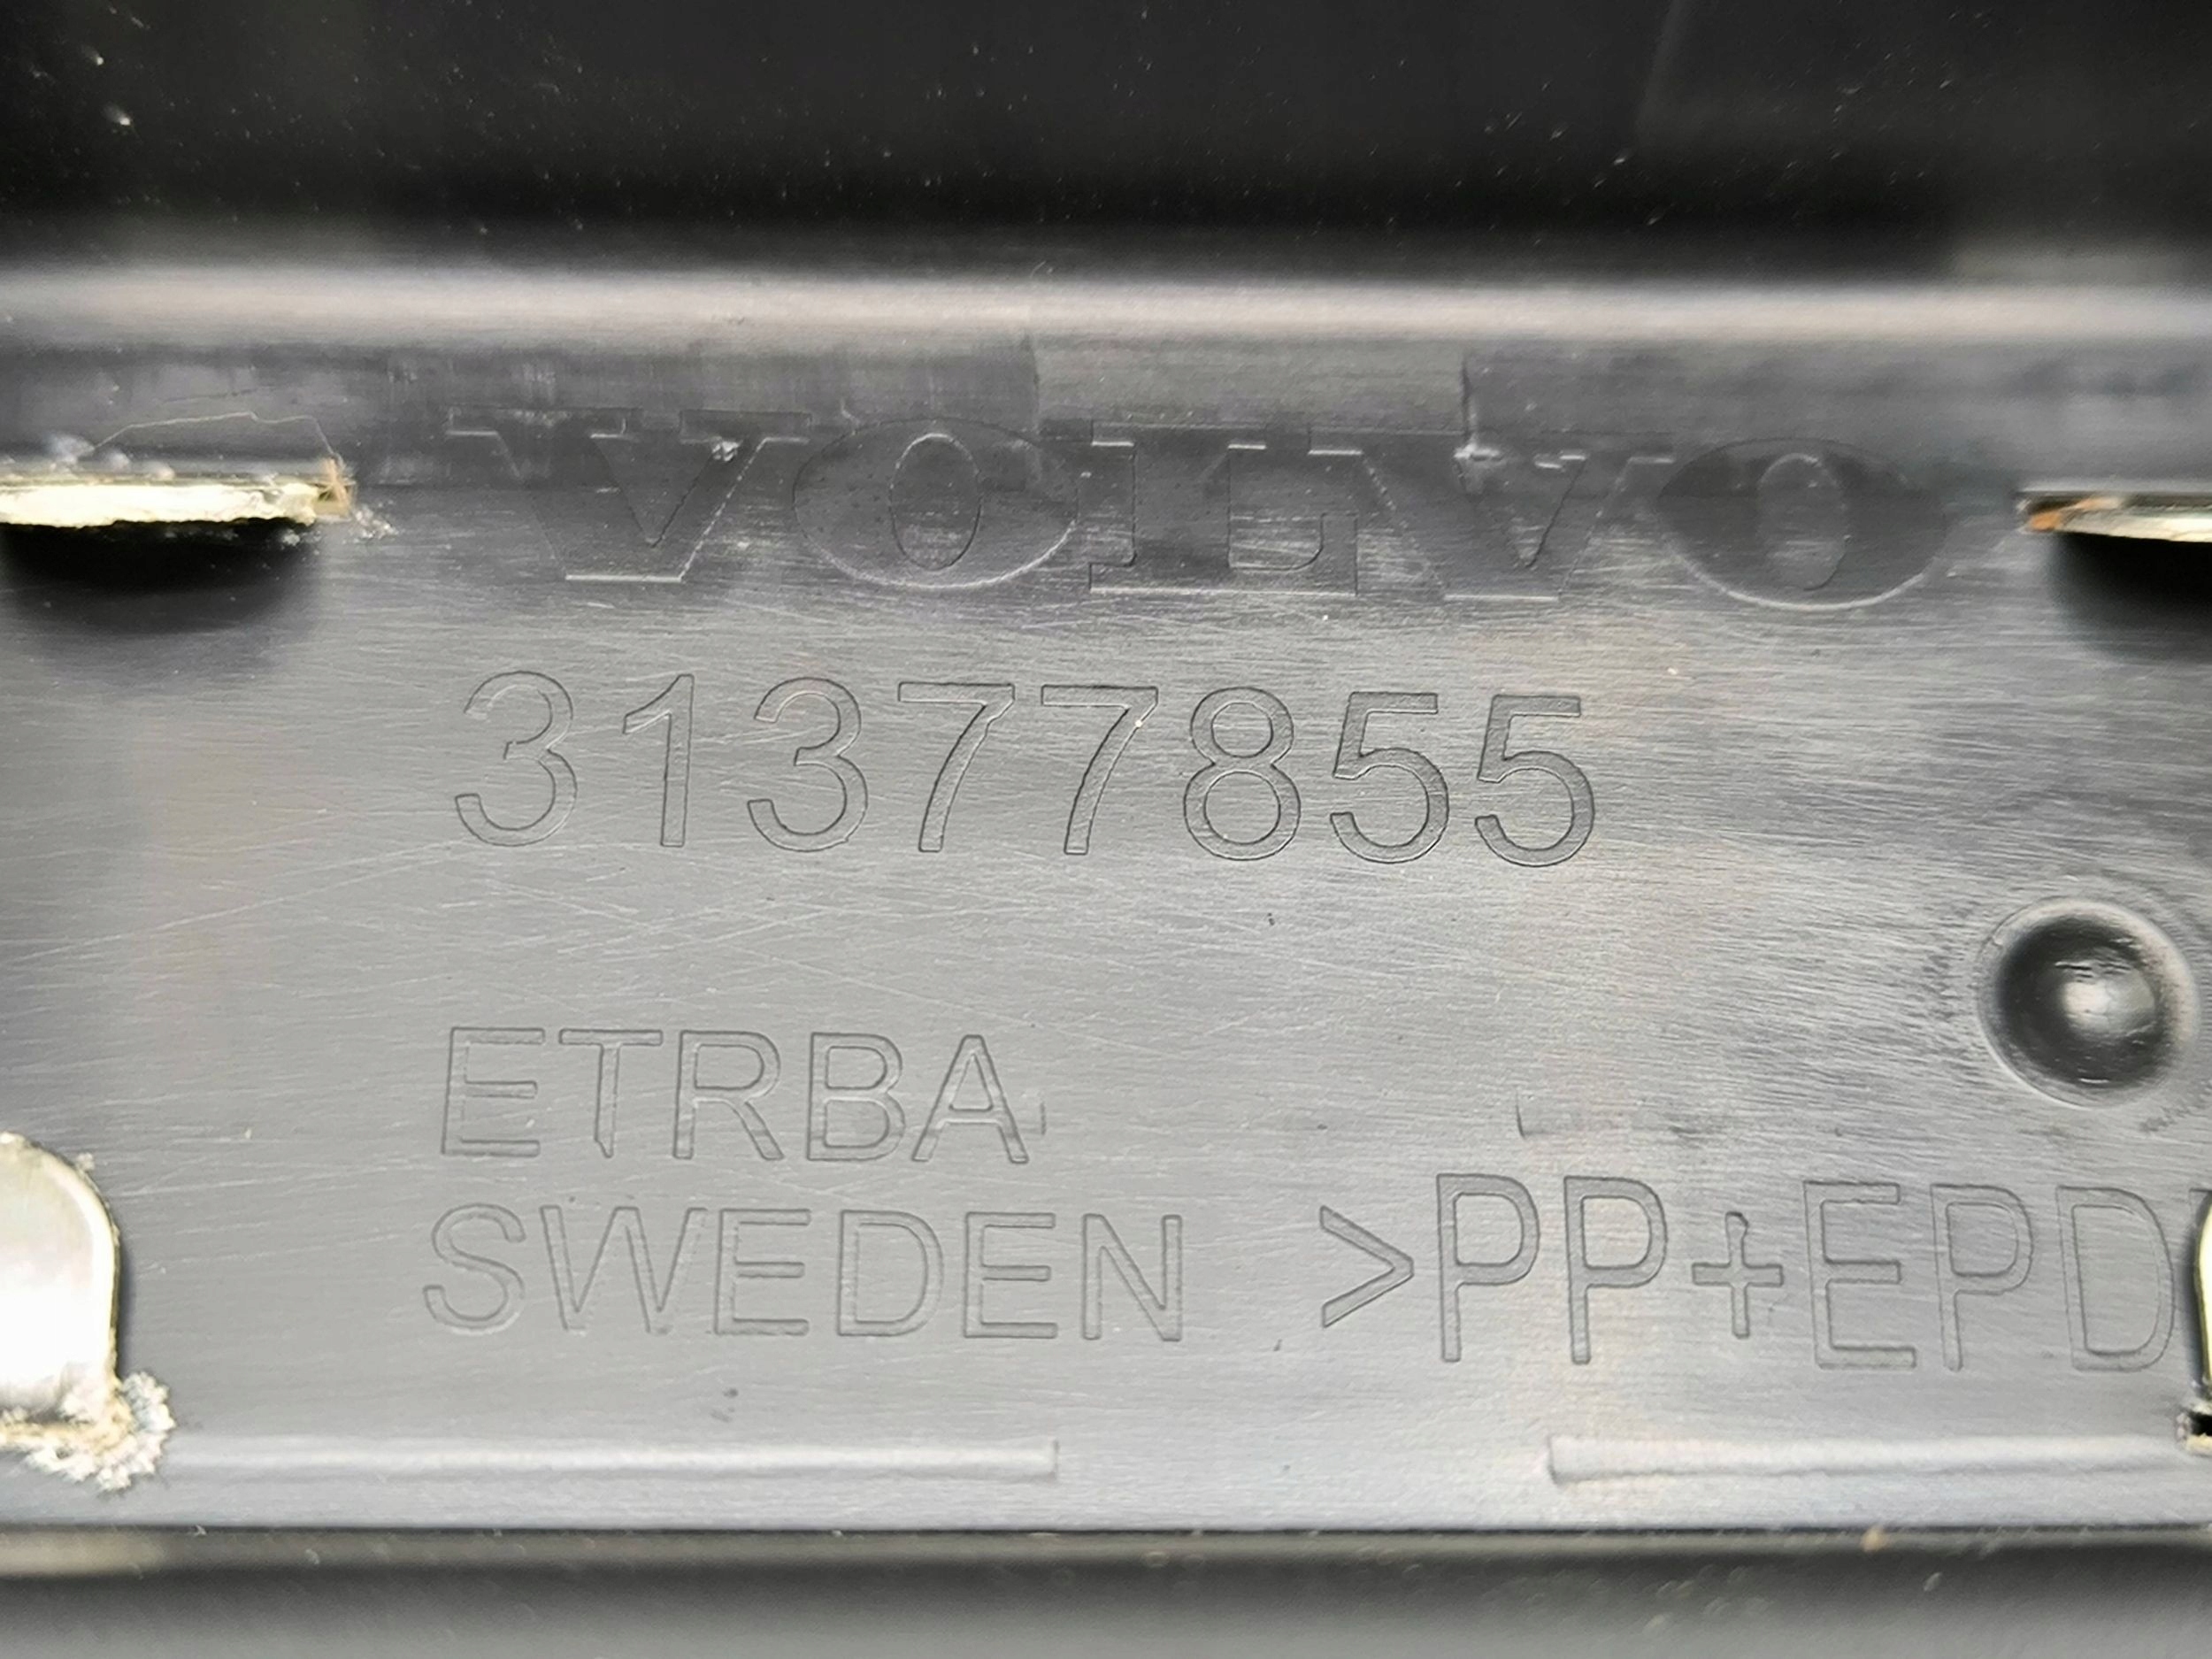 VOLVO
31377855
ETRBA
SWEDEN >PP+EPD